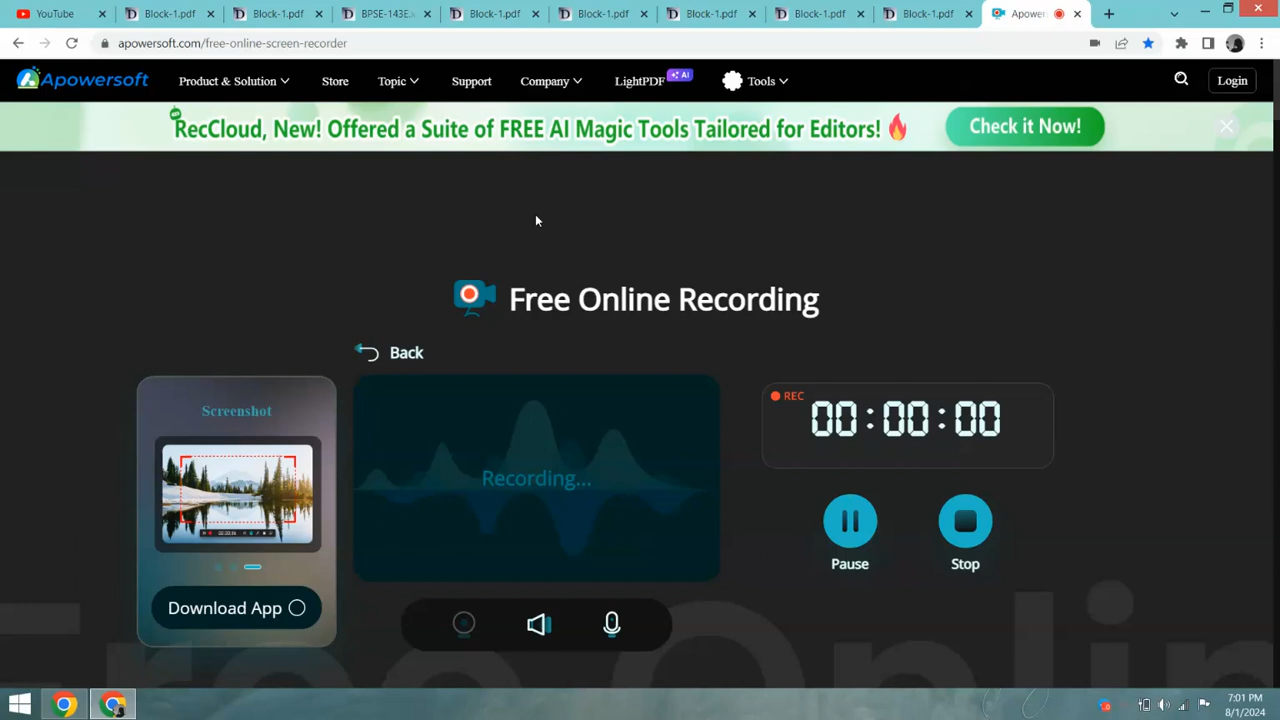 YouTube
Block-1.pdf
Block-1.pdf
BPSE-143E
Block-1.pdf
Block-1.pdf
Block-1.pdf
Block-1.pdf
Block-1.pdf
Apower
apowersoft.com/free-online-screen-recorder
Apowersoft
Product & Solution
Store
Topic
Support
Company
LightPDF
AI
Tools
Login
RecCloud, New! Offered a Suite of FREE AI Magic Tools Tailored for Editors!
Check it Now!
Free Online Recording
Back
Screenshot
Recording...
REC
00:00:00
Pause
Stop
Download App
Free Onlin
7:01 PM
8/1/2024